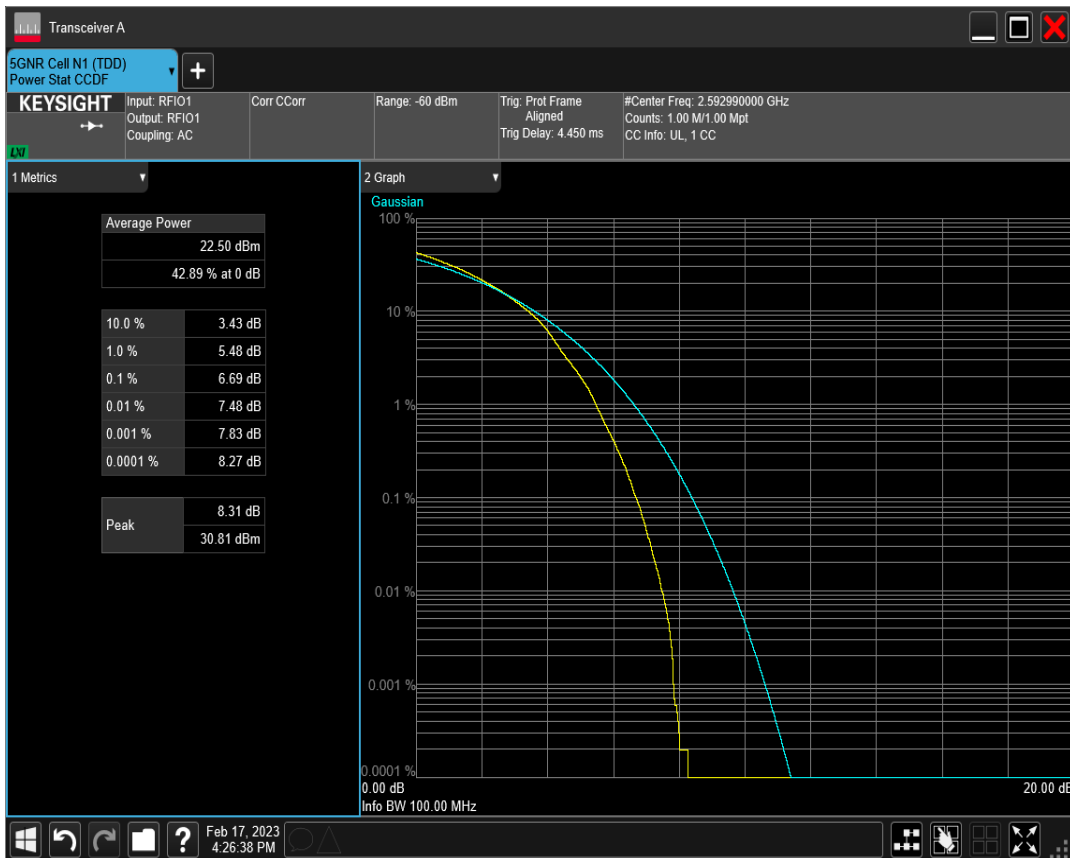 Transceiver A
5GNR Cell N1 (TDD)
Power Stat CCDF
KEYSIGHT
LXI
Input: RFIO1
Output: RFIO1
Coupling: AC
Corr CCorr
Range: -60 dBm
Trig: Prot Frame
Aligned
Trig Delay: 4.450 ms
#Center Freq: 2.592990000 GHz
Counts: 1.00 M/1.00 Mpt
CC Info: UL, 1 CC
1 Metrics
Average Power
22.50 dBm
42.89 % at 0 dB
10.0 % 3.43 dB
1.0 % 5.48 dB
0.1 % 6.69 dB
0.01 % 7.48 dB
0.001 % 7.83 dB
0.0001 % 8.27 dB
Peak
8.31 dB
30.81 dBm
2 Graph
Gaussian
100 %
10 %
1 %
0.1 %
0.01 %
0.001 %
0.0001 %
0.00 dB 20.00 dB
Info BW 100.00 MHz
?
Feb 17, 2023
4:26:38 PM